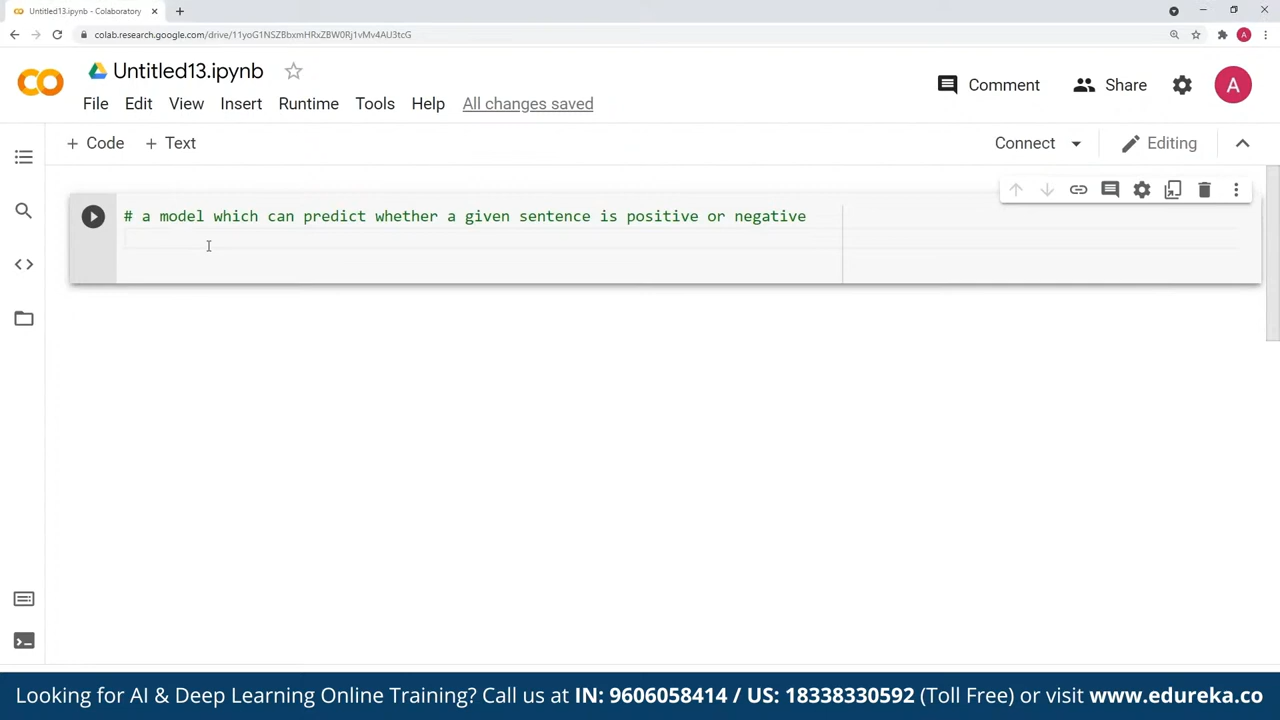 Untitled13.ipynb - Colaboratory
colab.research.google.com/drive/11yoG1NSZBbxmHRxZBW0Rj1vMv4AU3tcG
A
CO
Untitled13.ipynb
Comment
Share
A
File Edit View Insert Runtime Tools Help All changes saved
+ Code + Text
Connect
Editing
# a model which can predict whether a given sentence is positive or negative
Looking for AI & Deep Learning Online Training? Call us at IN: 9606058414 / US: 18338330592 (Toll Free) or visit www.edureka.co